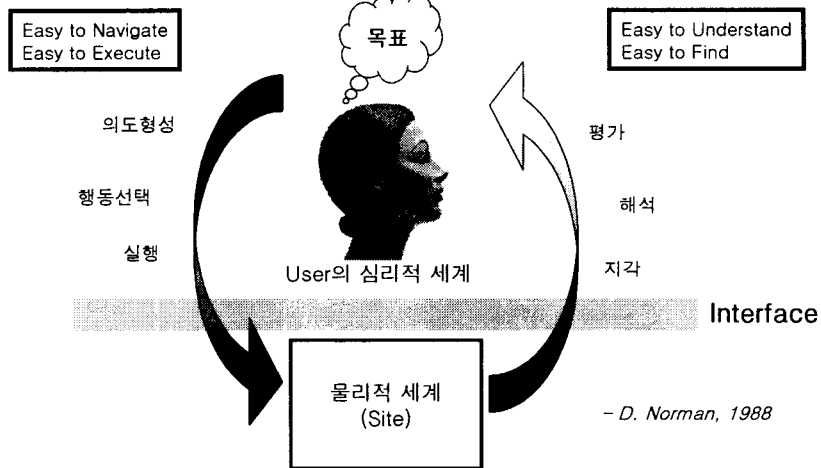 Easy to Navigate
Easy to Execute
목표
Easy to Understand
Easy to Find
의도형성
행동선택
실행
평가
해석
지각
User의 심리적 세계
Interface
물리적 세계
(Site)
– D. Norman, 1988